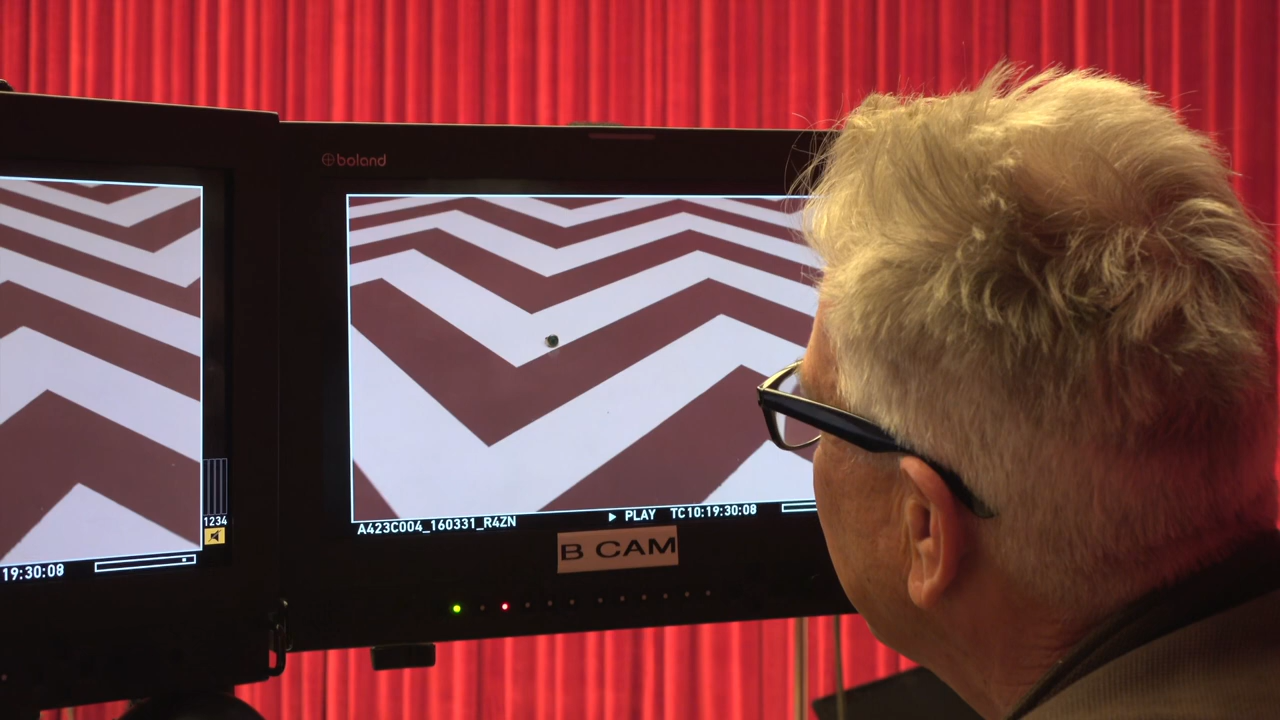 boland
1234
19:30:08
A423C004_160331_R4ZN
PLAY
TC10:19:30:08
B CAM